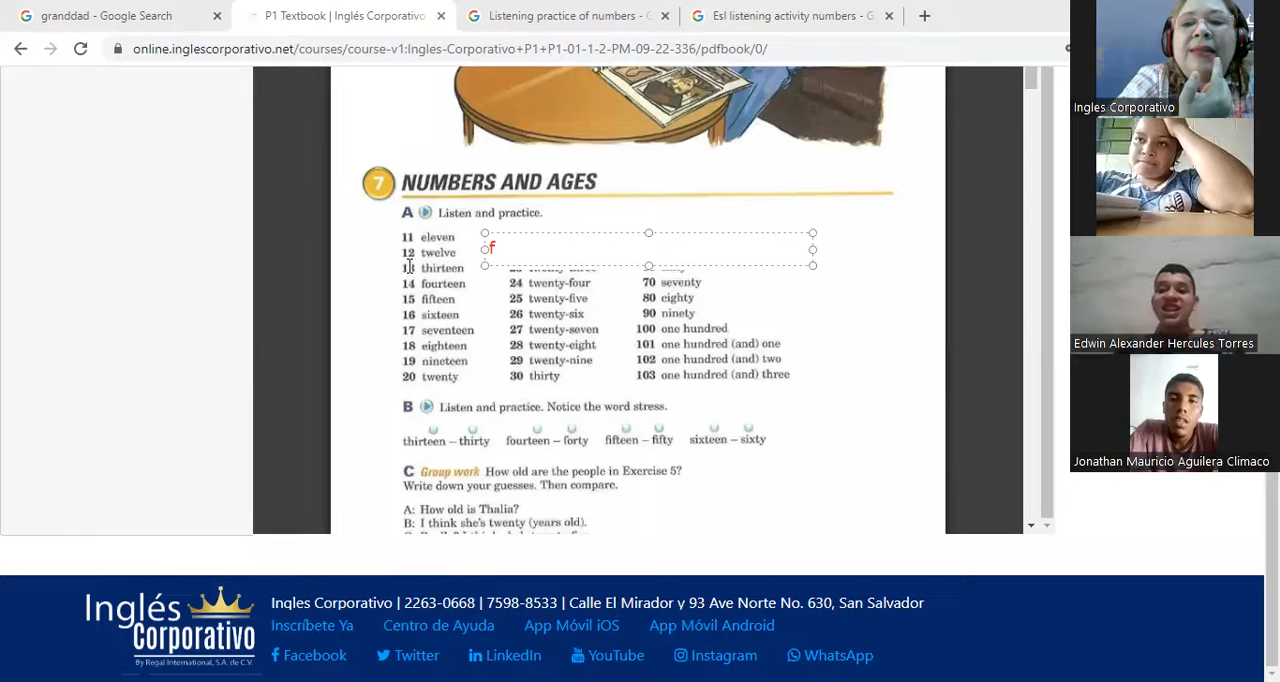 granddad - Google Search
P1 Textbook | Inglés Corporativo
Listening practice of numbers - G
Esl listening activity numbers - G
online.inglescorporativo.net/courses/course-v1:Ingles-Corporativo+P1+P1-01-1-2-PM-09-22-336/pdfbook/0/
7 NUMBERS AND AGES
A Listen and practice.
f
11 eleven
12 twelve
13 thirteen
14 fourteen
15 fifteen
16 sixteen
17 seventeen
18 eighteen
19 nineteen
20 twenty
24 twenty-four
25 twenty-five
26 twenty-six
27 twenty-seven
28 twenty-eight
29 twenty-nine
30 thirty
70 seventy
80 eighty
90 ninety
100 one hundred
101 one hundred (and) one
102 one hundred (and) two
103 one hundred (and) three
B Listen and practice. Notice the word stress.
thirteen – thirty fourteen – forty fifteen – fifty sixteen – sixty
C Group work How old are the people in Exercise 5?
Write down your guesses. Then compare.
A: How old is Thalia?
B: I think she's twenty (years old).
Inglés Corporativo
By Regal International, S.A. de C.V.
Ingles Corporativo | 2263-0668 | 7598-8533 | Calle El Mirador y 93 Ave Norte No. 630, San Salvador
Inscríbete Ya Centro de Ayuda App Móvil iOS App Móvil Android
Facebook Twitter LinkedIn YouTube Instagram WhatsApp
Ingles Corporativo
Edwin Alexander Hercules Torres
Jonathan Mauricio Aguilera Climaco